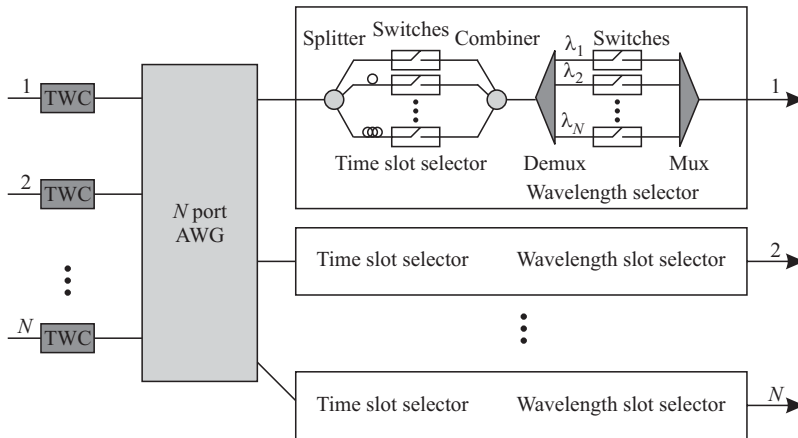 Splitter Switches Combiner λ1 Switches
λ2
λN
Time slot selector Demux Mux
Wavelength selector
1 TWC 1
2 TWC
N port
AWG
N TWC
Time slot selector Wavelength slot selector 2
Time slot selector Wavelength slot selector N